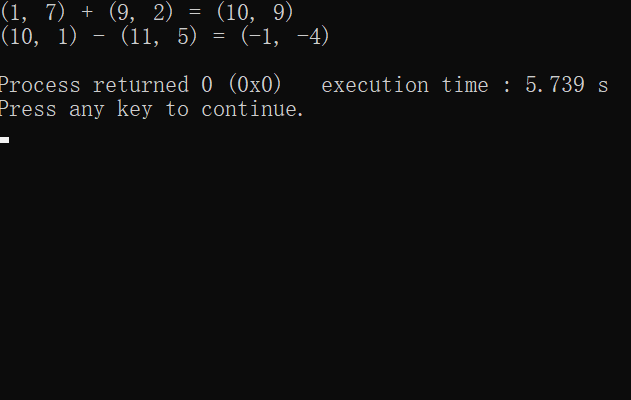 (1, 7) + (9, 2) = (10, 9)
(10, 1) - (11, 5) = (-1, -4)
Process returned 0 (0x0)   execution time : 5.739 s
Press any key to continue.